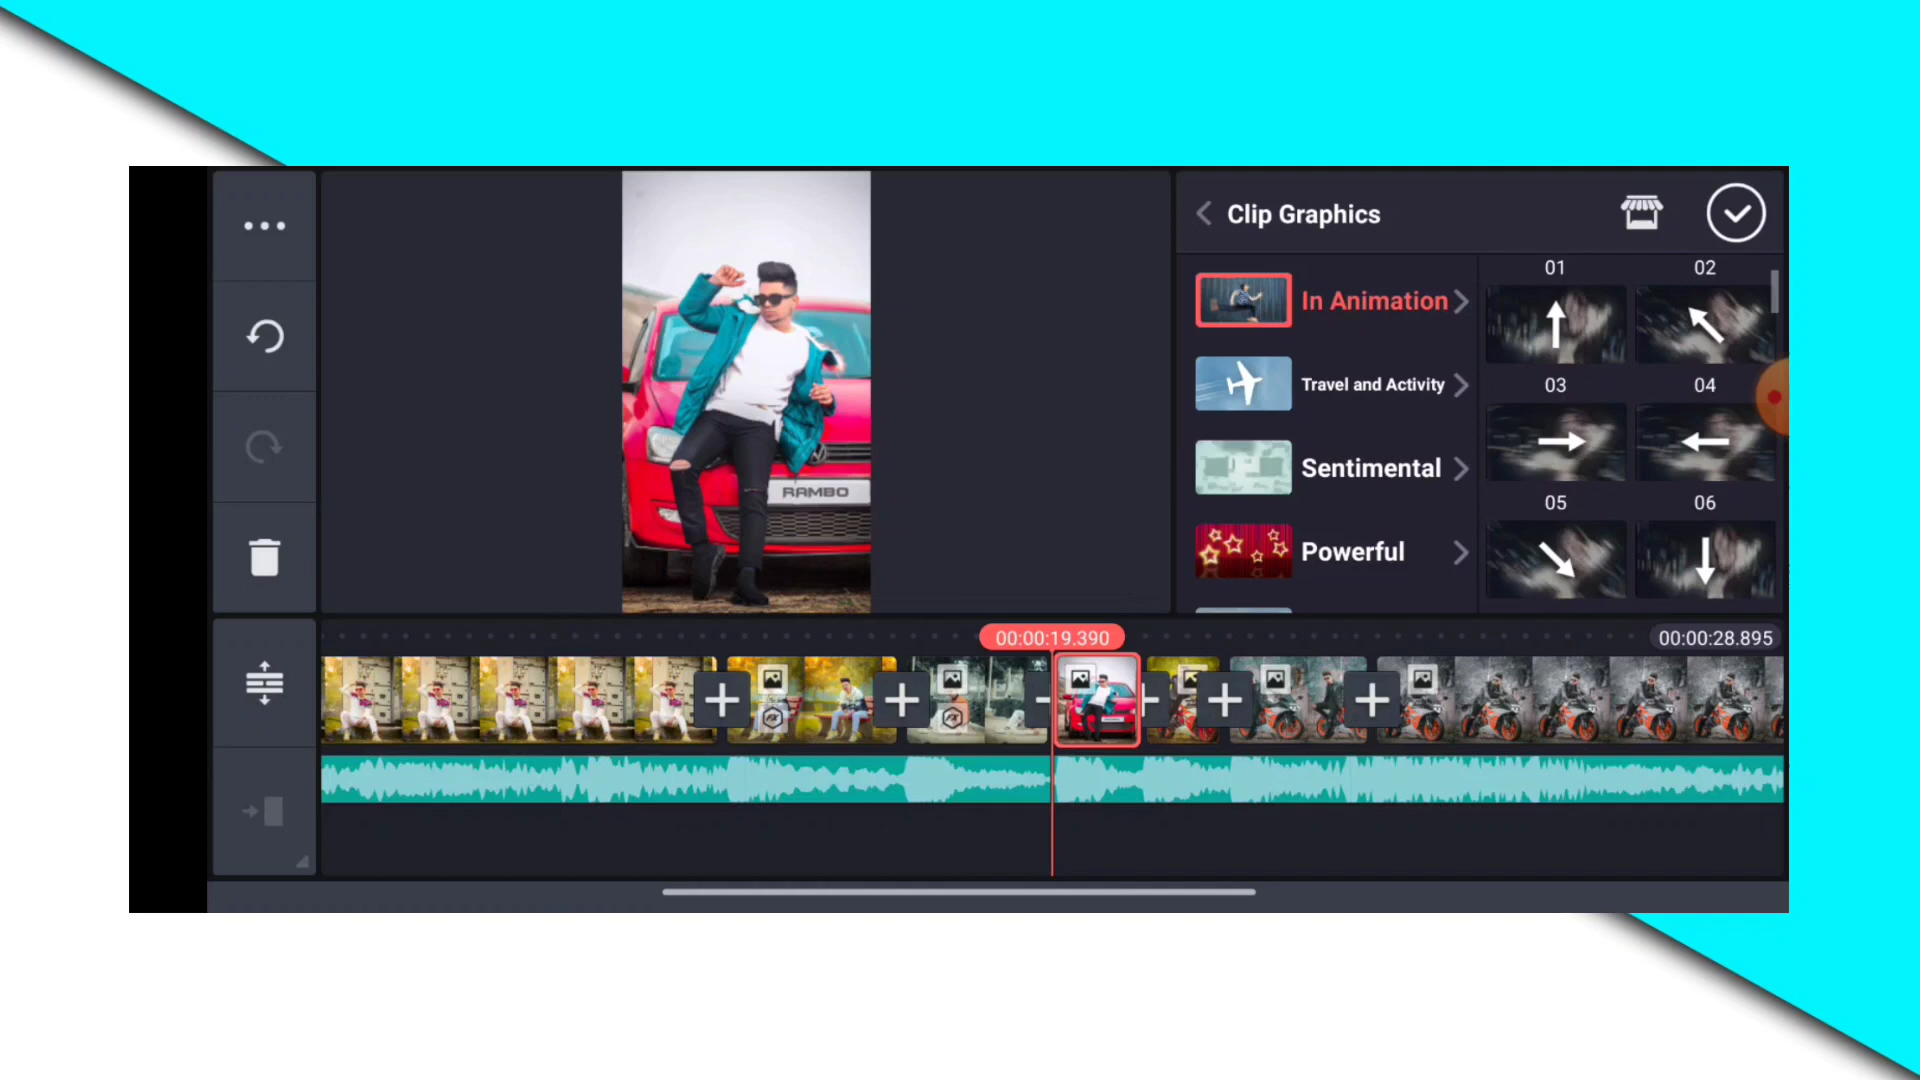 Clip Graphics
In Animation
Travel and Activity
Sentimental
Powerful
01
02
03
04
05
06
RAMBO
00:00:19.390
00:00:28.895